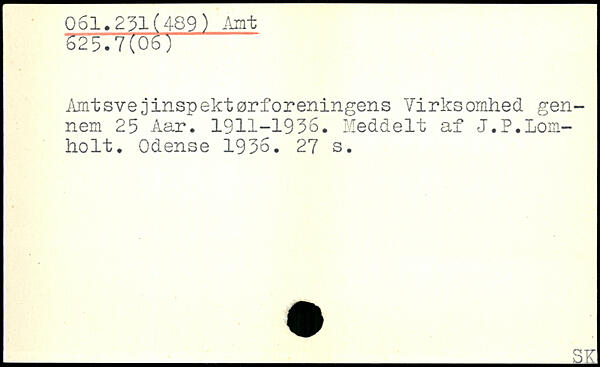 061.231(489) Amt
625.7(06)
Amtsvejinspektørforeningens Virksomhed gen-
nem 25 Aar. 1911-1936. Meddelt af J.P.Lom-
holt. Odense 1936. 27 s.
SK